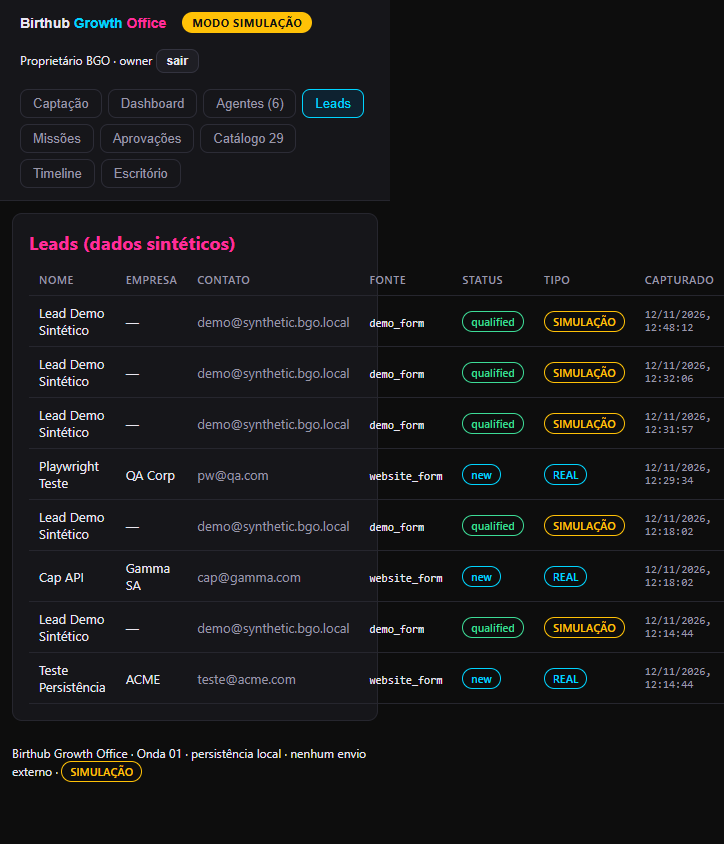 Birthub Growth Office MODO SIMULAÇÃO
Proprietário BGO · owner sair
Captação Dashboard Agentes (6) Leads
Missões Aprovações Catálogo 29
Timeline Escritório
Leads (dados sintéticos)
NOME EMPRESA CONTATO FONTE STATUS TIPO CAPTURADO
Lead Demo Sintético — demo@synthetic.bgo.local demo_form qualified SIMULAÇÃO 12/11/2026, 12:48:12
Lead Demo Sintético — demo@synthetic.bgo.local demo_form qualified SIMULAÇÃO 12/11/2026, 12:32:06
Lead Demo Sintético — demo@synthetic.bgo.local demo_form qualified SIMULAÇÃO 12/11/2026, 12:31:57
Playwright Teste QA Corp pw@qa.com website_form new REAL 12/11/2026, 12:29:34
Lead Demo Sintético — demo@synthetic.bgo.local demo_form qualified SIMULAÇÃO 12/11/2026, 12:18:02
Cap API Gamma SA cap@gamma.com website_form new REAL 12/11/2026, 12:18:02
Lead Demo Sintético — demo@synthetic.bgo.local demo_form qualified SIMULAÇÃO 12/11/2026, 12:14:44
Teste Persistência ACME teste@acme.com website_form new REAL 12/11/2026, 12:14:44
Birthub Growth Office · Onda 01 · persistência local · nenhum envio
externo · SIMULAÇÃO